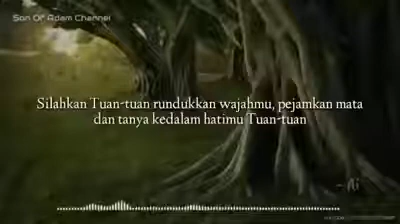 Son Of Adam Channel
Silahkan Tuan-tuan rundukkan wajahmu, pejamkan mata
dan tanya kedalam hatimu Tuan-tuan